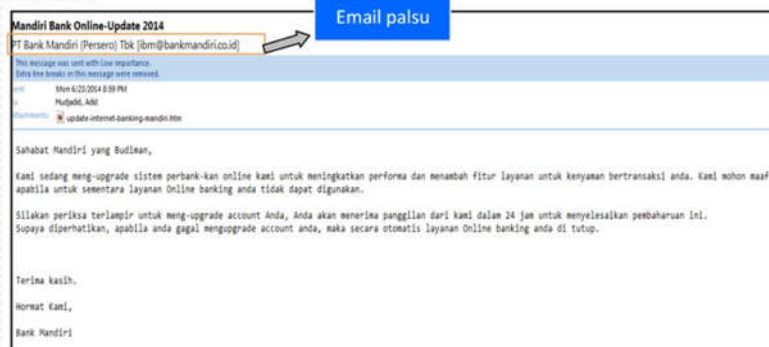 Email palsu
Mandiri Bank Online-Update 2014
PT Bank Mandiri (Persero) Tbk [ibm@bankmandiri.co.id]
This message was sent with Low importance.
Extra line breaks in this message were removed.
Mon 6/23/2014 8:59 PM
Mudjadid, Adid
update-internet-banking-mandiri.htm
Sahabat Mandiri yang Budiman,
Kami sedang meng-upgrade sistem perbank-kan online kami untuk meningkatkan performa dan menambah fitur layanan untuk kenyaman bertransaksi anda. Kami mohon maaf
apabila untuk sementara layanan Online banking anda tidak dapat digunakan.
Silakan periksa terlampir untuk meng-upgrade account Anda, Anda akan menerima panggilan dari kami dalam 24 jam untuk menyelesaikan pembaharuan ini.
Supaya diperhatikan, apabila anda gagal mengupgrade account anda, maka secara otomatis layanan Online banking anda di tutup.
Terima kasih.
Hormat Kami,
Bank Mandiri